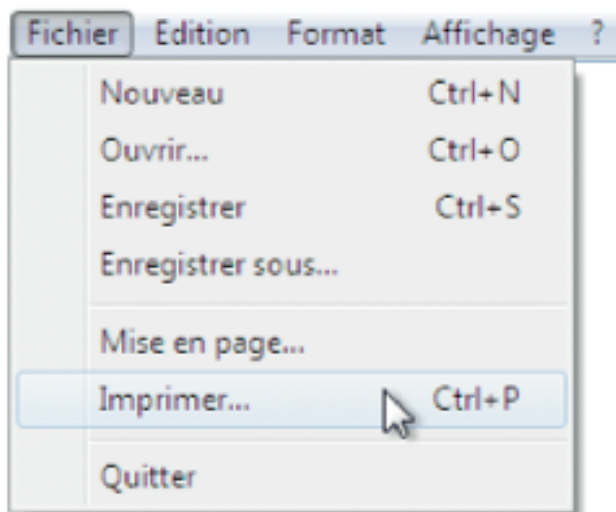 Fichier Edition Format Affichage ?
Nouveau Ctrl+N
Ouvrir... Ctrl+O
Enregistrer Ctrl+S
Enregistrer sous...
Mise en page...
Imprimer... Ctrl+P
Quitter